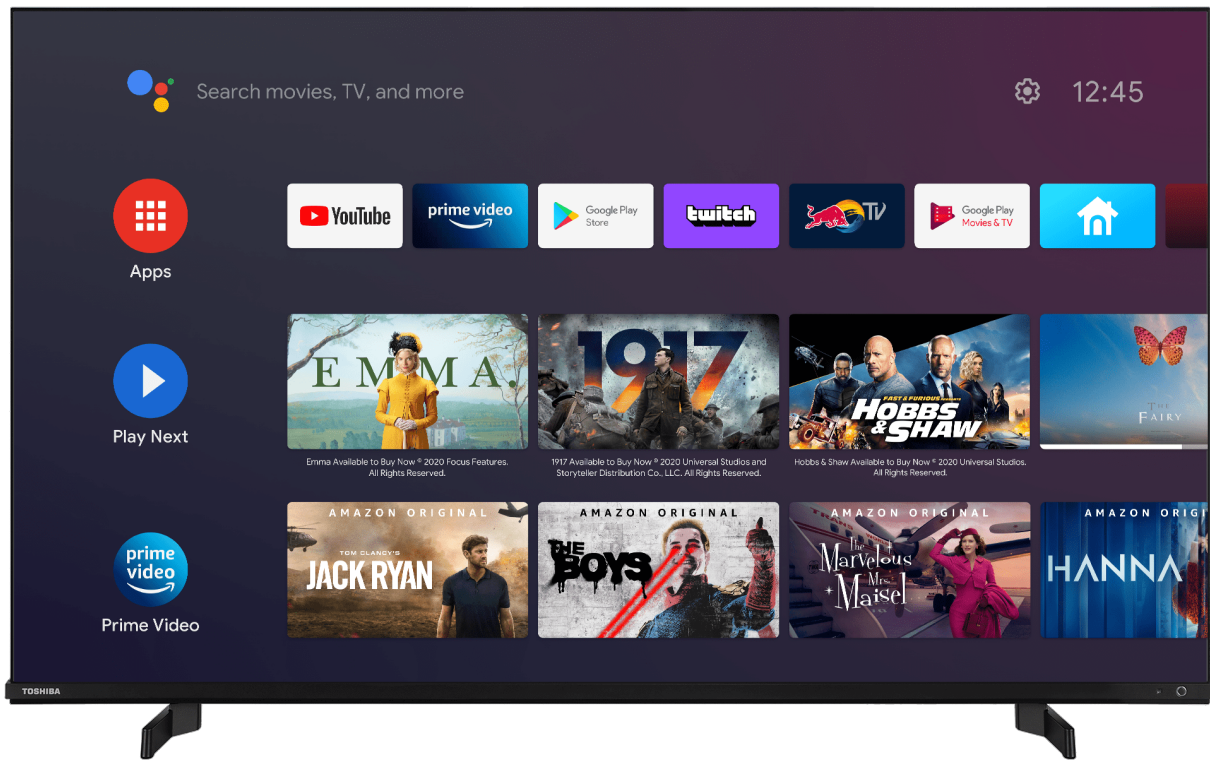 Search movies, TV, and more
12:45
Apps
YouTube
prime video
Google Play
Store
twitch
TV
Google Play
Movies & TV
Play Next
EMMA.
1917
FAST & FURIOUS PRESENTS
HOBBS
& SHAW
THE
FAIRY
Emma Available to Buy Now © 2020 Focus Features.
All Rights Reserved.
1917 Available to Buy Now © 2020 Universal Studios and
Storyteller Distribution Co., LLC. All Rights Reserved.
Hobbs & Shaw Available to Buy Now © 2020 Universal Studios.
All Rights Reserved.
prime
video
Prime Video
AMAZON ORIGINAL
TOM CLANCY'S
JACK RYAN
AMAZON ORIGINAL
THE
BOYS
AMAZON ORIGINAL
The
Marvelous
Mrs.
Maisel
AMAZON ORIGI
HANNA
TOSHIBA